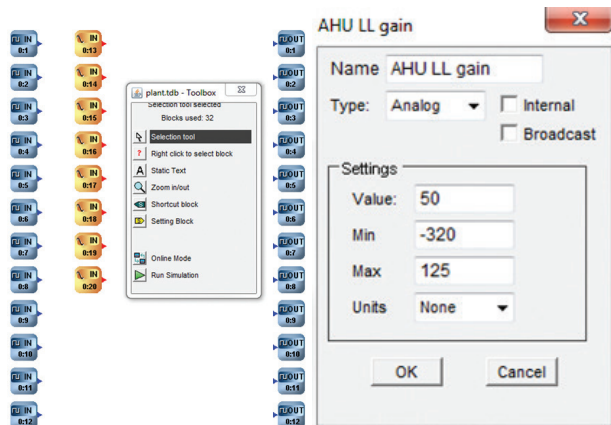 IN
0:1
IN
0:2
IN
0:3
IN
0:4
IN
0:5
IN
0:6
IN
0:7
IN
0:8
IN
0:9
IN
0:10
IN
0:11
IN
0:12
IN
0:13
IN
0:14
IN
0:15
IN
0:16
IN
0:17
IN
0:18
IN
0:19
IN
0:20
plant.tdb - Toolbox
Selection tool selected
Blocks used: 32
Selection tool
? Right click to select block
A Static Text
Zoom in/out
Shortcut block
Setting Block
Online Mode
Run Simulation
OUT
0:1
OUT
0:2
OUT
0:3
OUT
0:4
OUT
0:5
OUT
0:6
OUT
0:7
OUT
0:8
OUT
0:9
OUT
0:10
OUT
0:11
OUT
0:12
AHU LL gain
Name AHU LL gain
Type: Analog Internal
Broadcast
Settings
Value: 50
Min -320
Max 125
Units None
OK Cancel